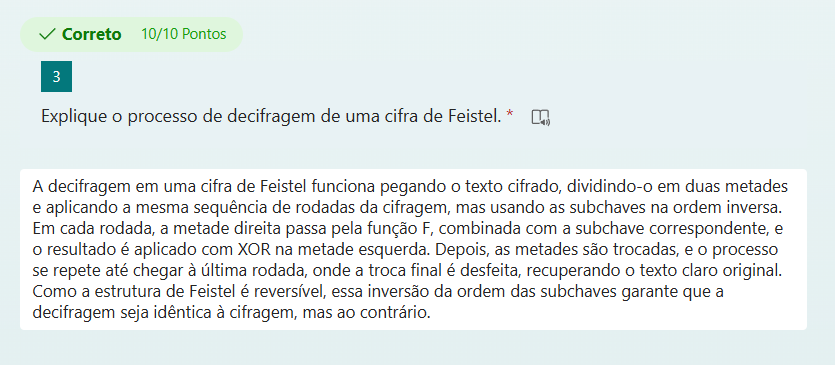 Correto 10/10 Pontos
3
Explique o processo de decifragem de uma cifra de Feistel. *
A decifragem em uma cifra de Feistel funciona pegando o texto cifrado, dividindo-o em duas metades
e aplicando a mesma sequência de rodadas da cifragem, mas usando as subchaves na ordem inversa.
Em cada rodada, a metade direita passa pela função F, combinada com a subchave correspondente, e
o resultado é aplicado com XOR na metade esquerda. Depois, as metades são trocadas, e o processo
se repete até chegar à última rodada, onde a troca final é desfeita, recuperando o texto claro original.
Como a estrutura de Feistel é reversível, essa inversão da ordem das subchaves garante que a
decifragem seja idêntica à cifragem, mas ao contrário.